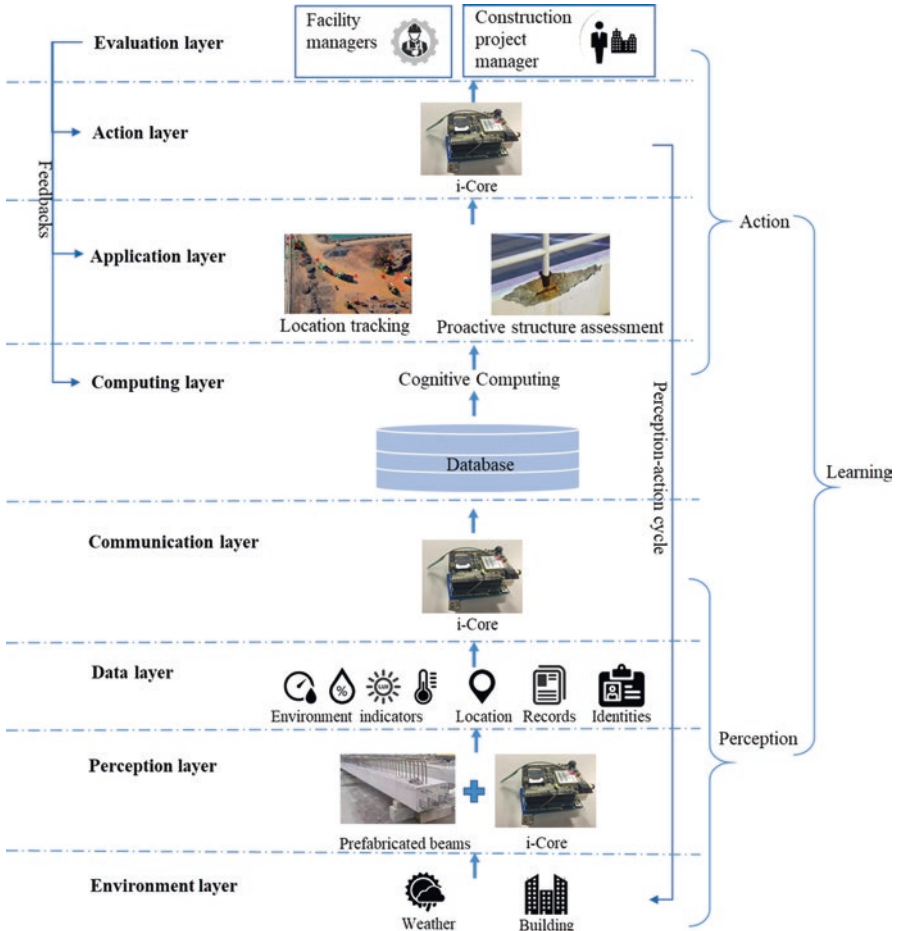 Evaluation layer
Facility
managers
Construction
project
manager
Action layer
i-Core
Feedbacks
Application layer
Location tracking
Proactive structure assessment
Action
Computing layer
Cognitive Computing
Database
Perception-action cycle
Learning
Communication layer
i-Core
Data layer
%
LUX
Environment indicators
Location
Records
Identities
Perception
Perception layer
Prefabricated beams
i-Core
Environment layer
Weather
Building